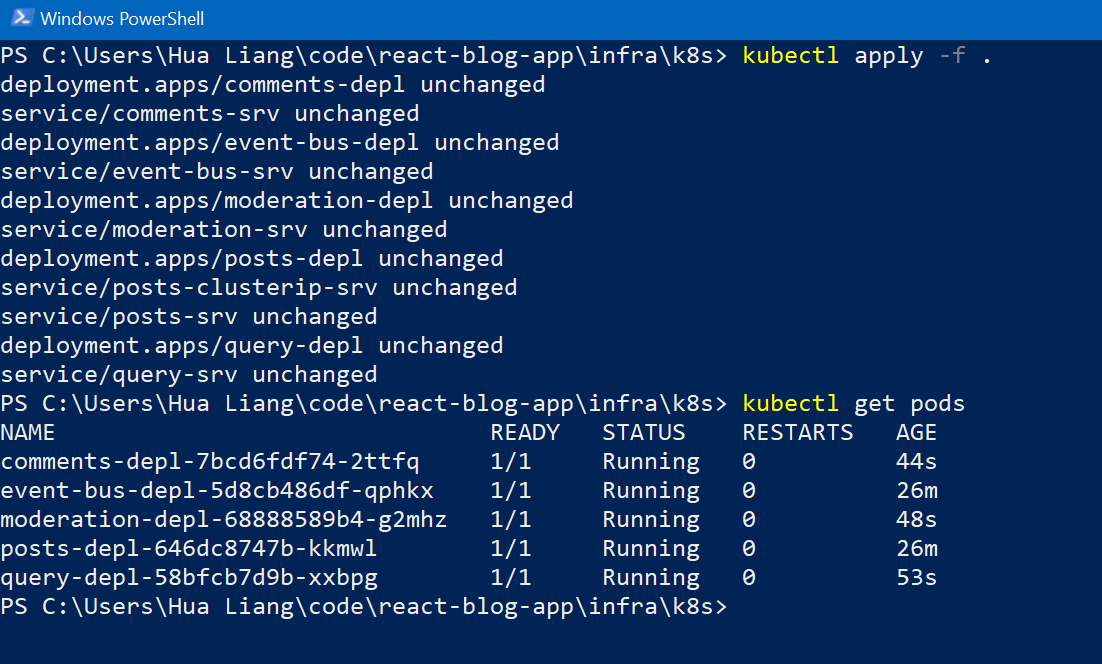 Windows PowerShell
PS C:\Users\Hua Liang\code\react-blog-app\infra\k8s> kubectl apply -f .
deployment.apps/comments-depl unchanged
service/comments-srv unchanged
deployment.apps/event-bus-depl unchanged
service/event-bus-srv unchanged
deployment.apps/moderation-depl unchanged
service/moderation-srv unchanged
deployment.apps/posts-depl unchanged
service/posts-clusterip-srv unchanged
service/posts-srv unchanged
deployment.apps/query-depl unchanged
service/query-srv unchanged
PS C:\Users\Hua Liang\code\react-blog-app\infra\k8s> kubectl get pods
NAME                               READY   STATUS    RESTARTS   AGE
comments-depl-7bcd6fdf74-2ttfq     1/1     Running   0          44s
event-bus-depl-5d8cb486df-qphkx    1/1     Running   0          26m
moderation-depl-68888589b4-g2mhz   1/1     Running   0          48s
posts-depl-646dc8747b-kkmwl        1/1     Running   0          26m
query-depl-58bfcb7d9b-xxbpg        1/1     Running   0          53s
PS C:\Users\Hua Liang\code\react-blog-app\infra\k8s>